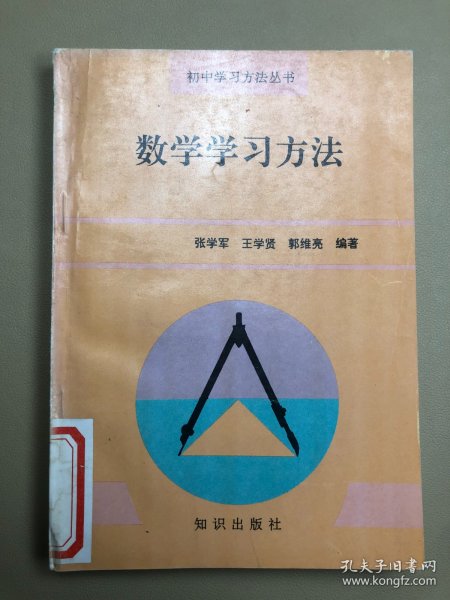 初中学习方法丛书
数学学习方法
张学军 王学贤 郭维亮 编著
知识出版社
孔夫子旧书网
www.kongfz.com